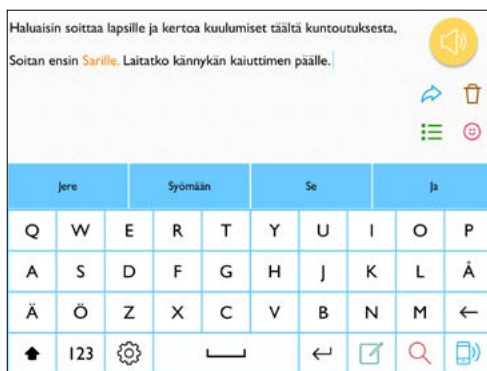 Haluaisin soittaa lapsille ja kertoa kuulumiset täältä kuntoutuksesta,
Soitan ensin Sarille. Laitatko kännykän kaiuttimen päälle.
Jere Syömään Se Ja
Q W E R T Y U I O P
A S D F G H J K L Å
Ä Ö Z X C V B N M
123